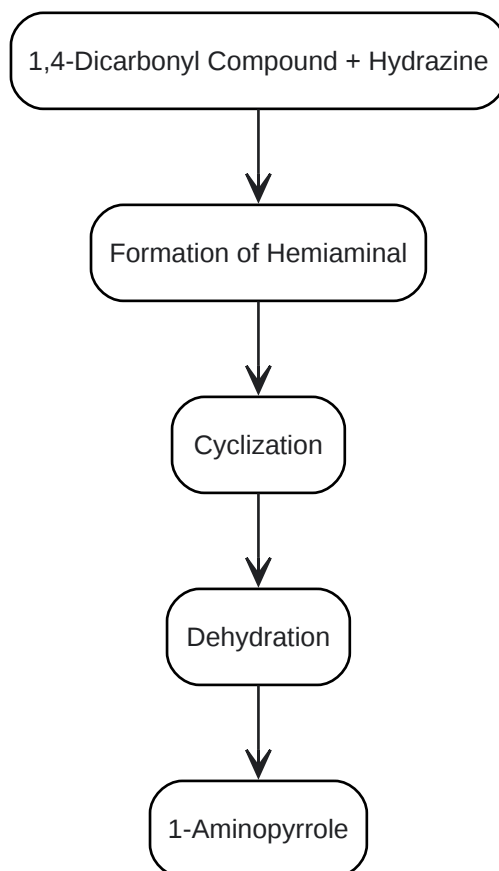 1,4-Dicarbonyl Compound + Hydrazine
Formation of Hemiaminal
Cyclization
Dehydration
1-Aminopyrrole